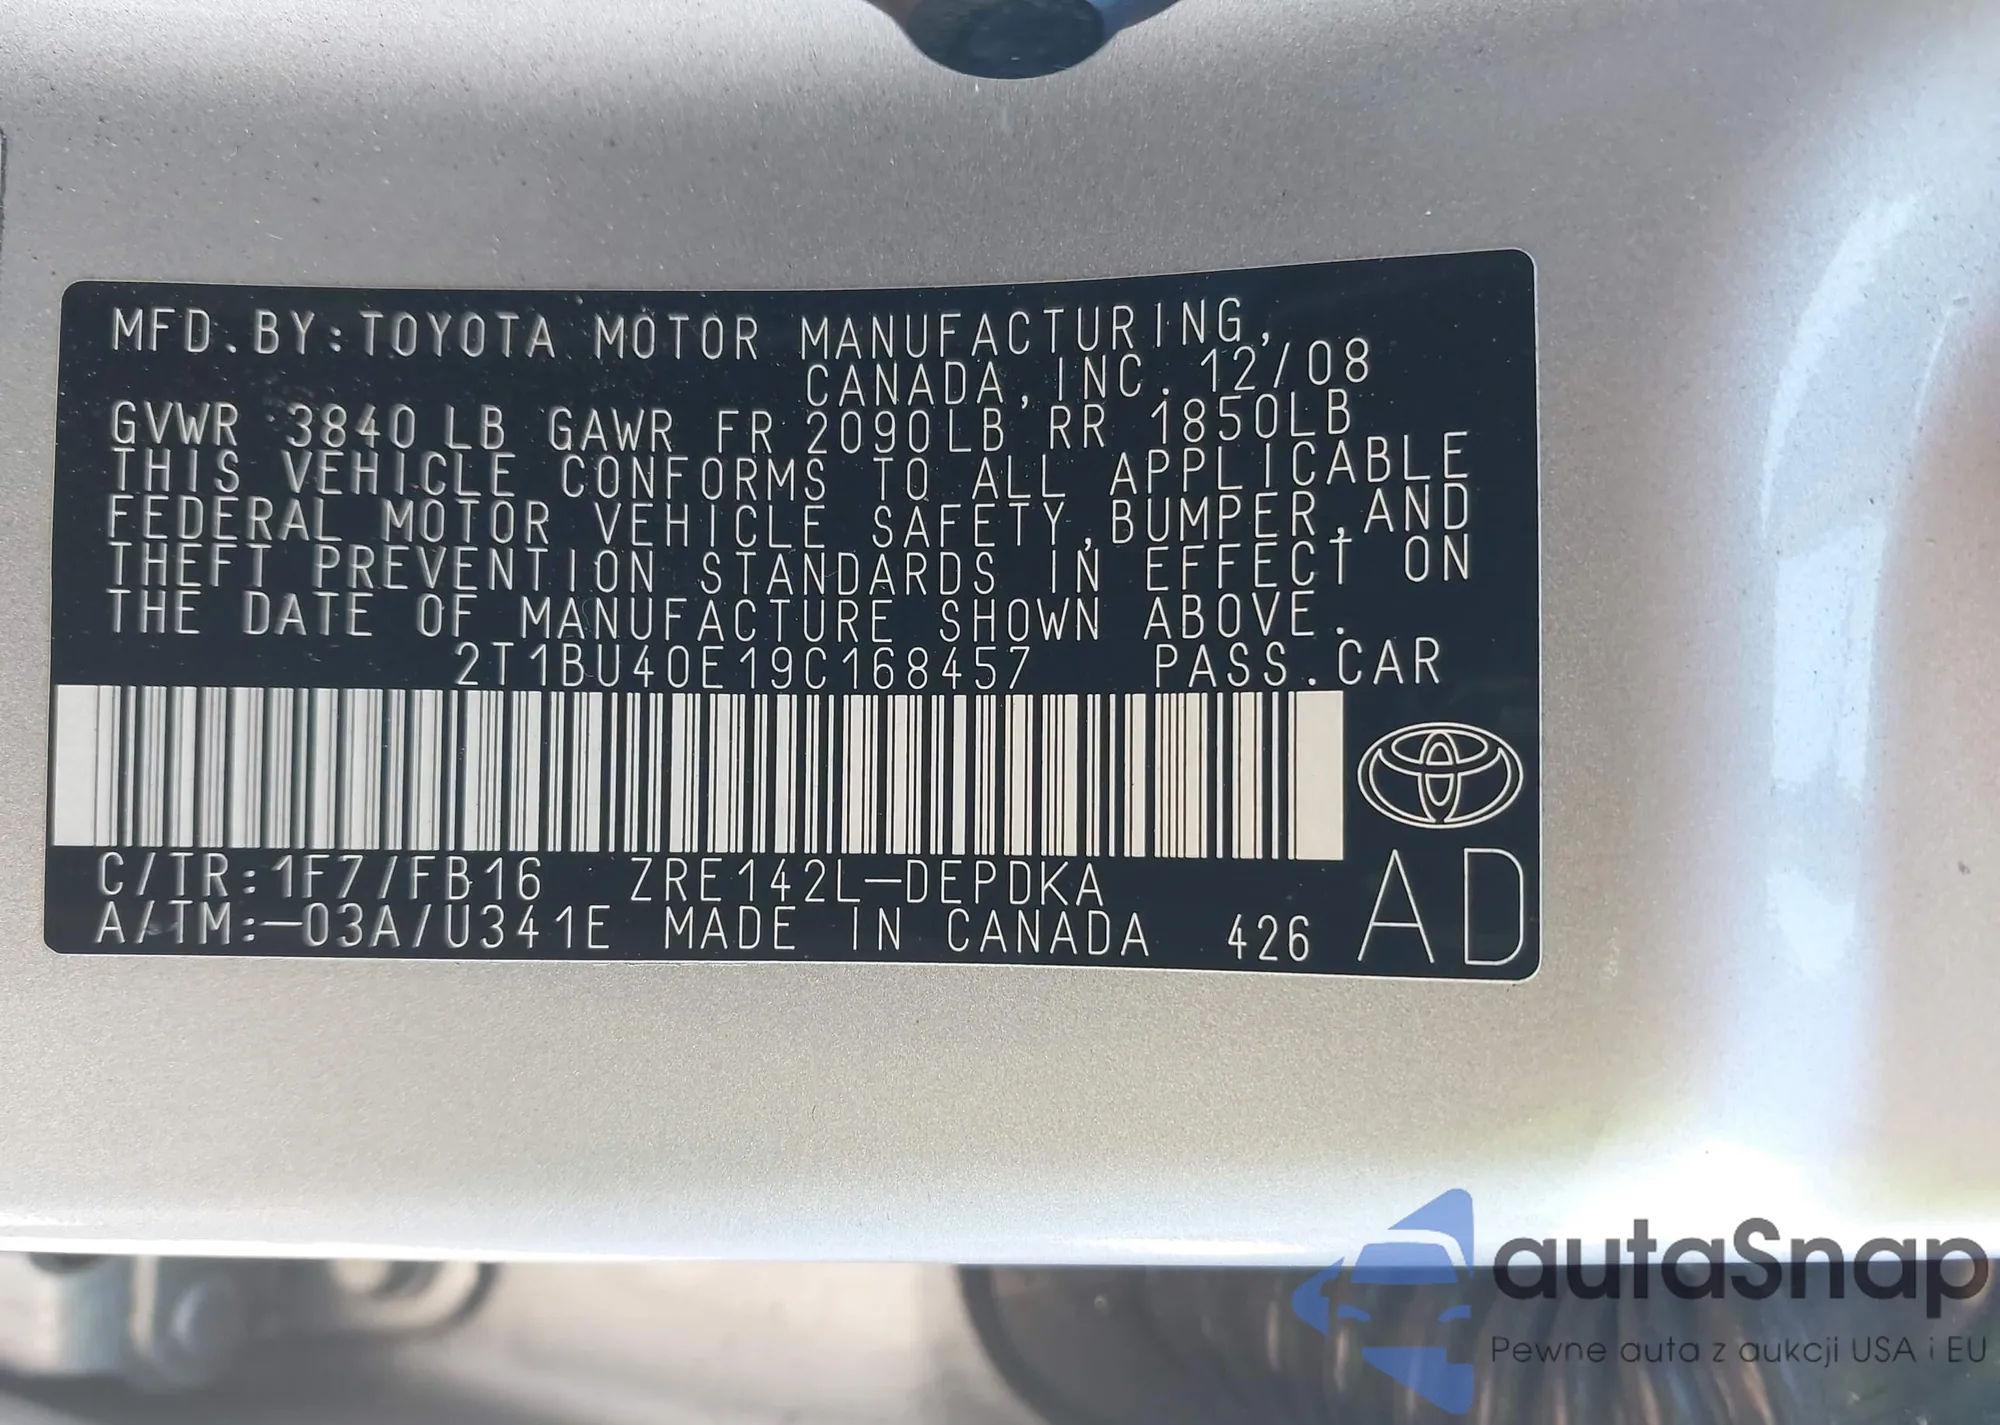 MFD. BY: TOYOTA MOTOR MANUFACTURING,
CANADA, INC. 12/08
GVWR 3840 LB GAWR FR 2090LB RR 1850LB
THIS VEHICLE CONFORMS TO ALL APPLICABLE
FEDERAL MOTOR VEHICLE SAFETY, BUMPER, AND
THEFT PREVENTION STANDARDS IN EFFECT ON
THE DATE OF MANUFACTURE SHOWN ABOVE.
2T1BU40E19C168457 PASS. CAR
C/TR: 1F7/FB16 ZRE142L-DEPDKA
A/TM: -03A/U341E MADE IN CANADA 426
AD
autaSnap
Pewne auta z aukcji USA i EU